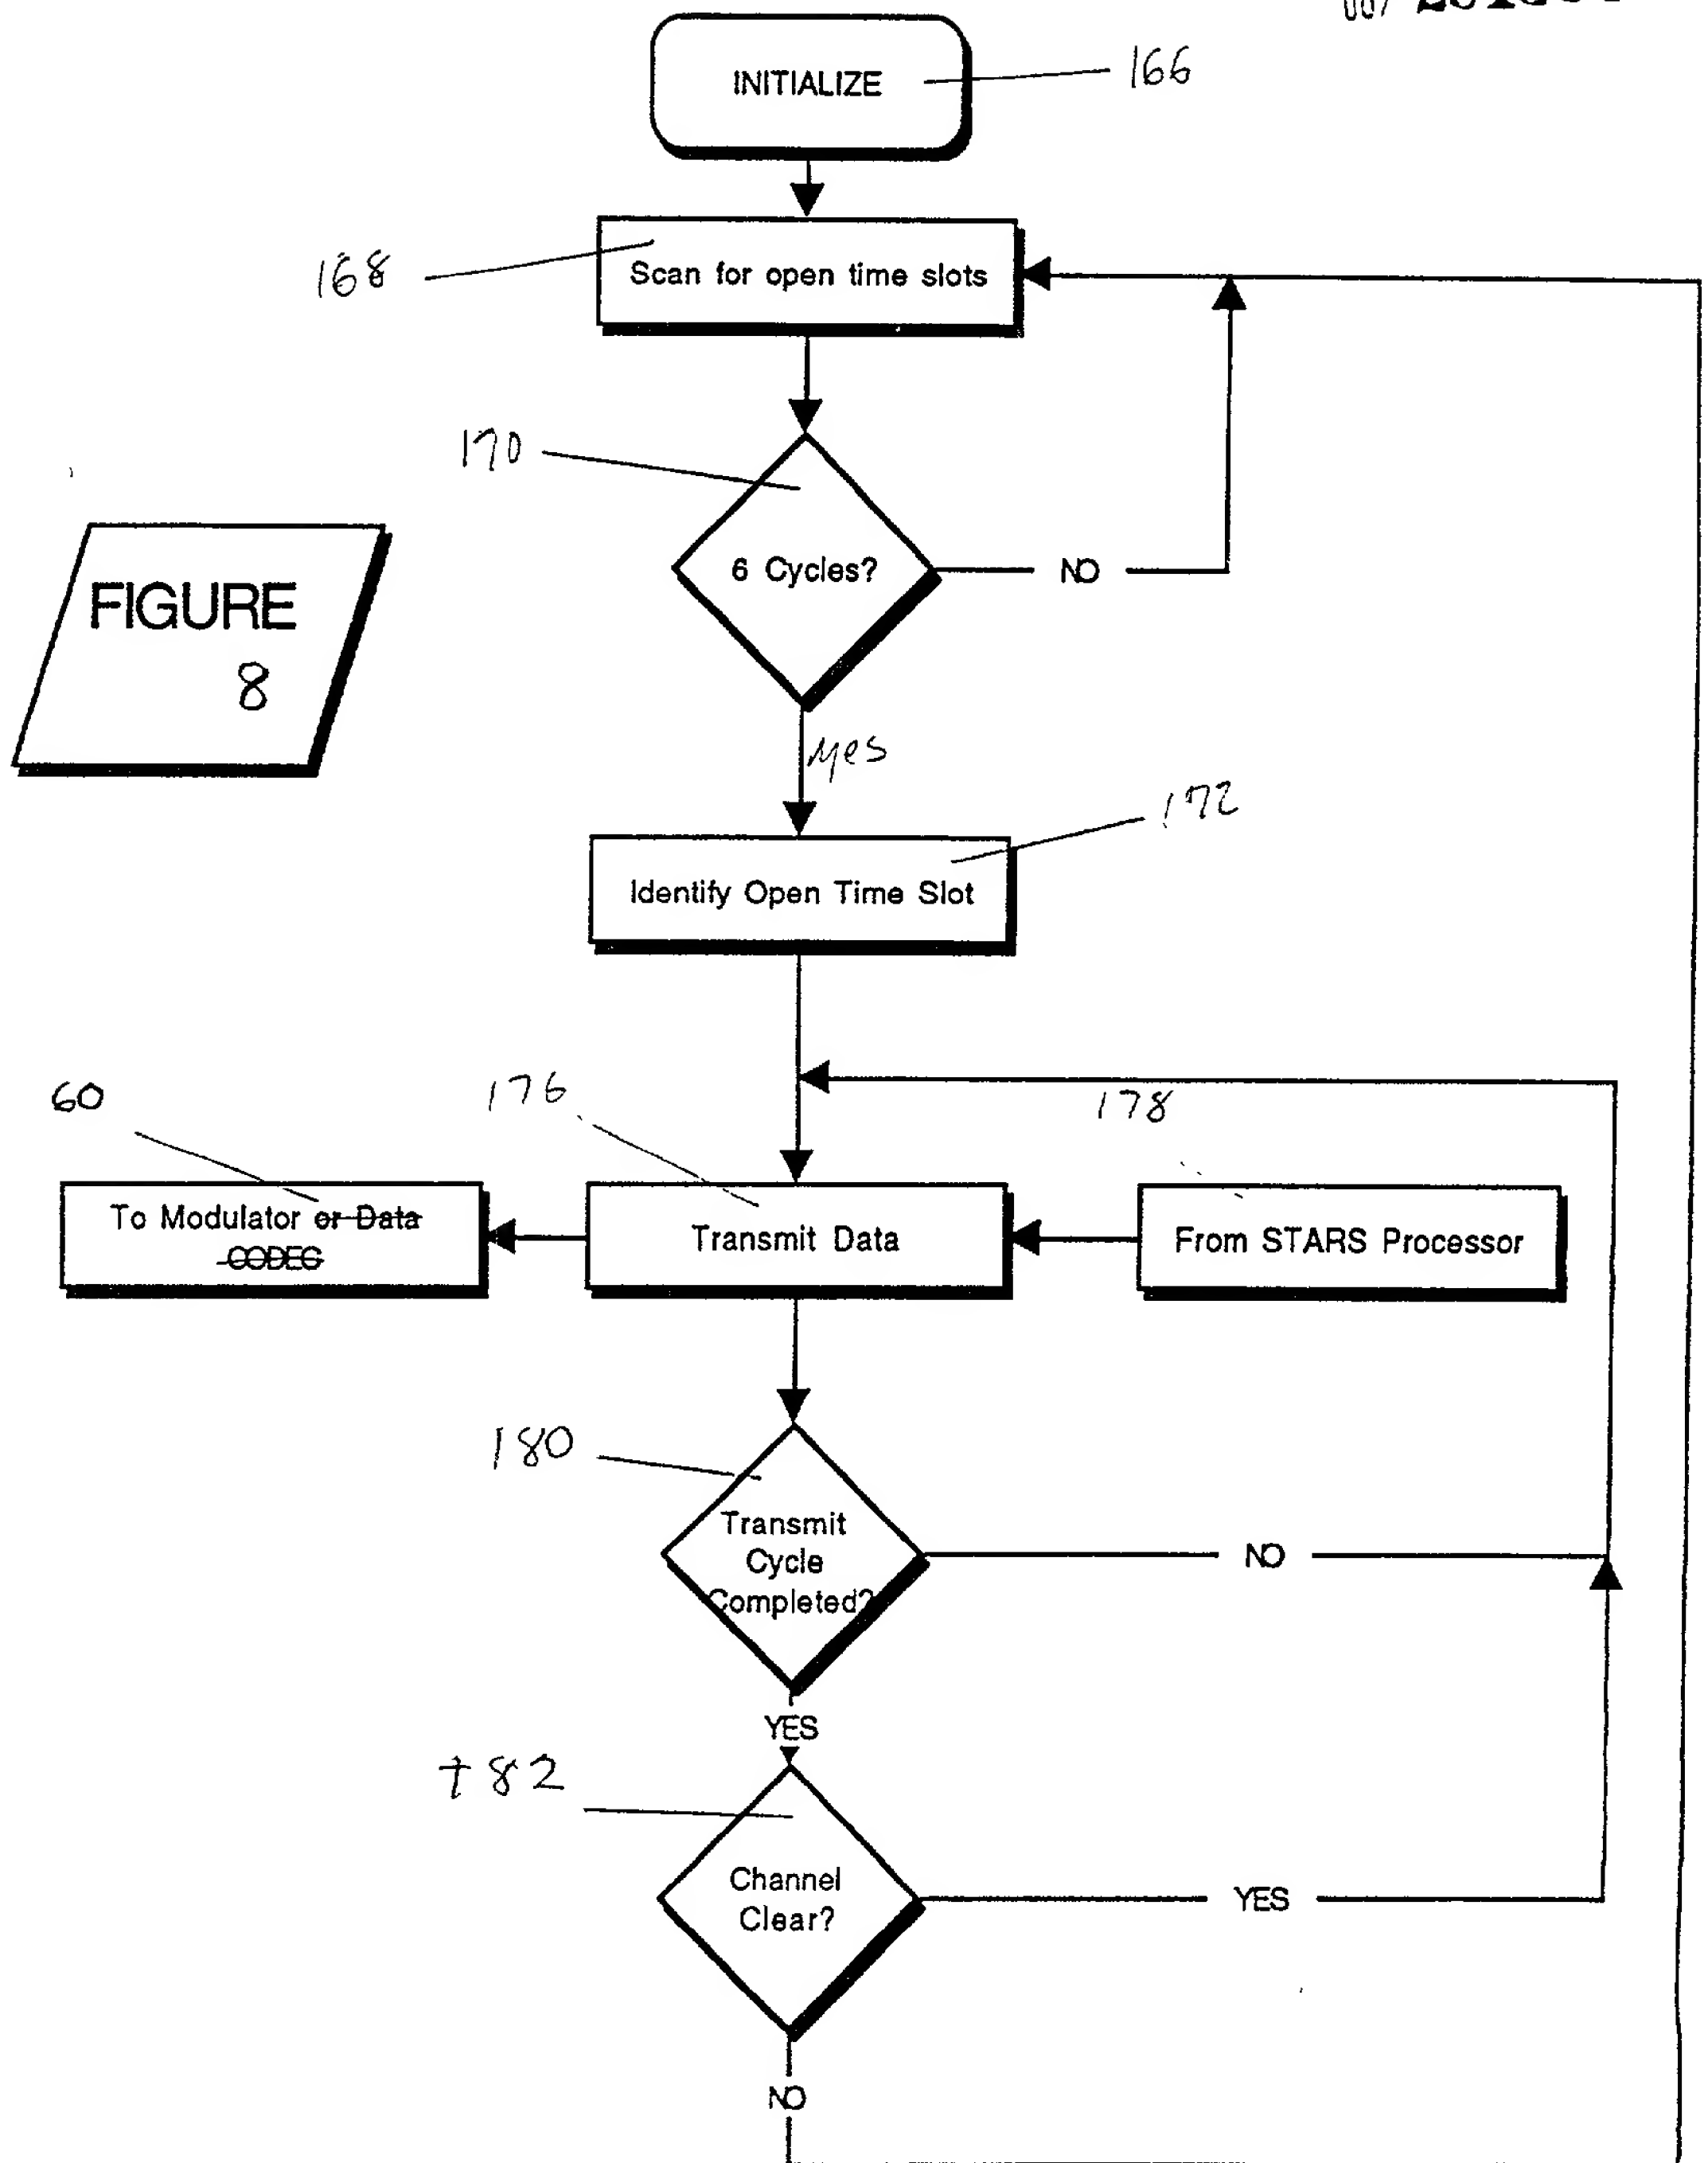 INITIALIZE
166
168
Scan for open time slots
170
6 Cycles?
NO
FIGURE
8
yes
172
Identify Open Time Slot
60
176
178
To Modulator or Data
CODEC
Transmit Data
From STARS Processor
180
Transmit
Cycle
Completed?
NO
YES
182
Channel
Clear?
YES
NO